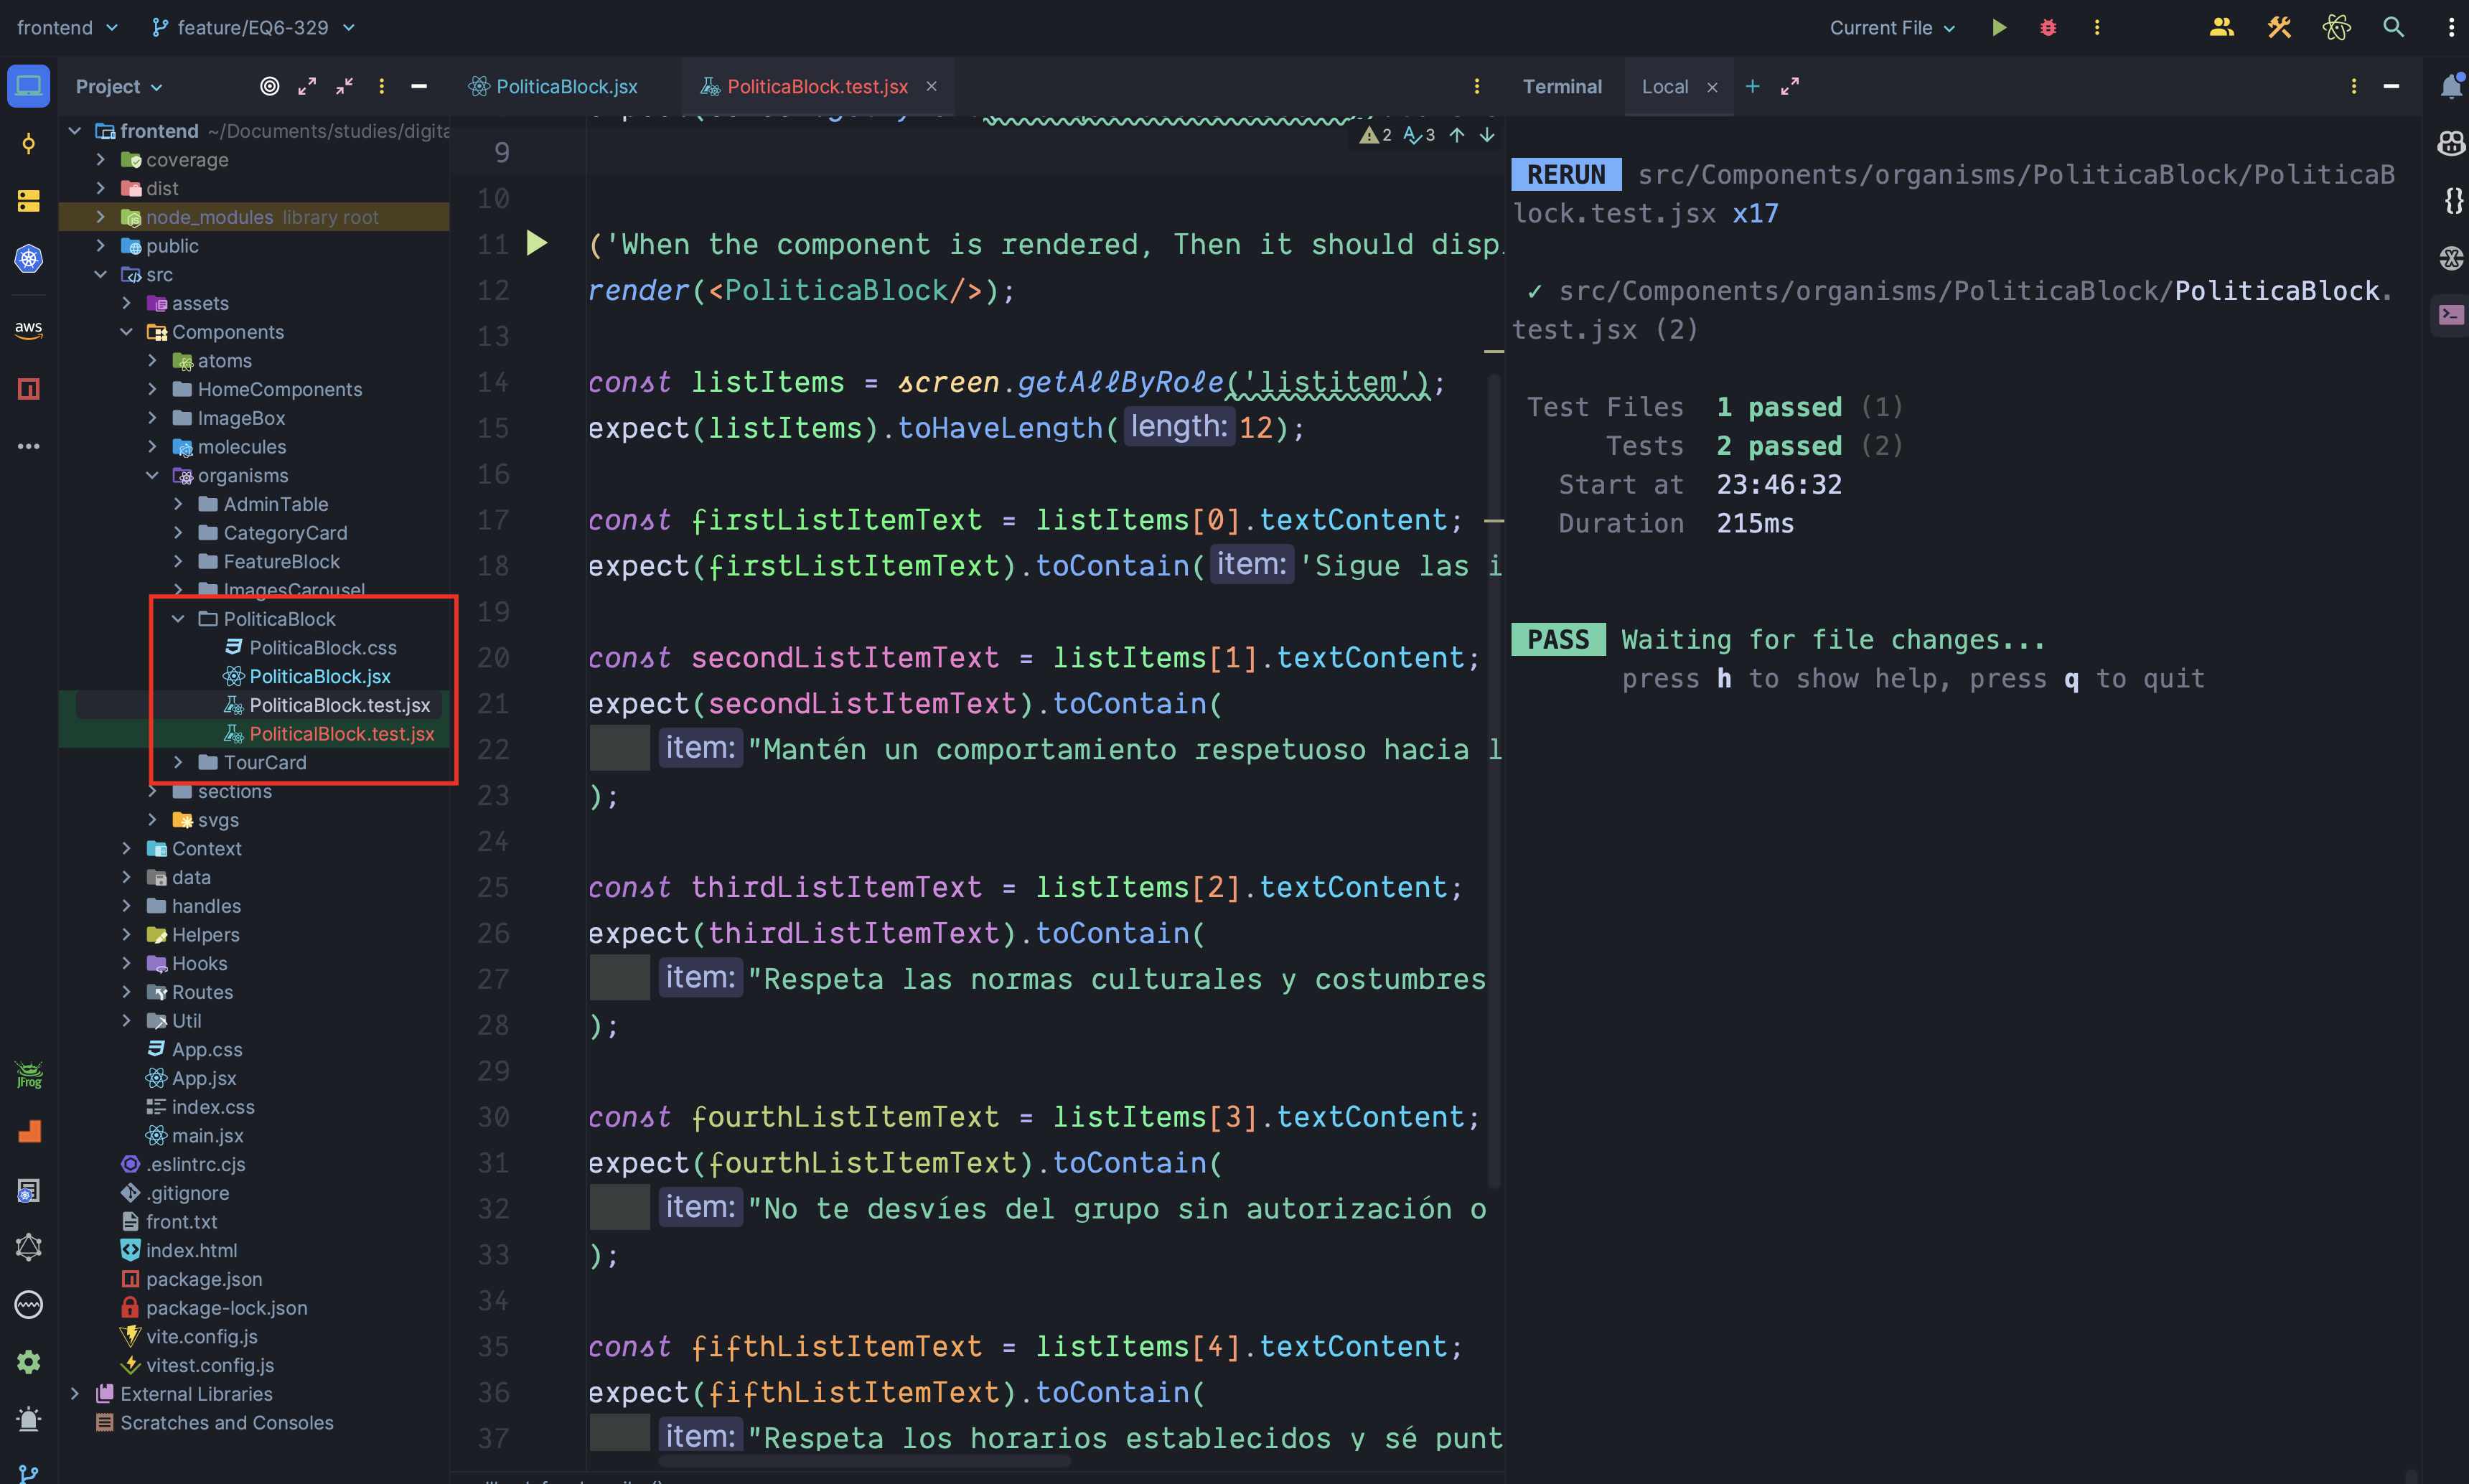 frontend
feature/EQ6-329
Current File
Project
PoliticaBlock.jsx
PoliticaBlock.test.jsx
Terminal
Local
frontend ~/Documents/studies/digita
coverage
dist
node_modules library root
public
src
assets
Components
atoms
HomeComponents
ImageBox
molecules
organisms
AdminTable
CategoryCard
FeatureBlock
ImagesCarousel
PoliticaBlock
PoliticaBlock.css
PoliticaBlock.jsx
PoliticaBlock.test.jsx
PoliticalBlock.test.jsx
TourCard
sections
svgs
Context
data
handles
Helpers
Hooks
Routes
Util
App.css
App.jsx
index.css
main.jsx
.eslintrc.cjs
.gitignore
front.txt
index.html
package.json
package-lock.json
vite.config.js
vitest.config.js
External Libraries
Scratches and Consoles
aws
JFrog
2 3
9
10
11 ('When the component is rendered, Then it should disp
12 render(<PoliticaBlock/>);
13
14 const listItems = screen.getAllByRole('listitem');
15 expect(listItems).toHaveLength( length: 12);
16
17 const firstListItemText = listItems[0].textContent;
18 expect(firstListItemText).toContain( item: 'Sigue las i
19
20 const secondListItemText = listItems[1].textContent;
21 expect(secondListItemText).toContain(
22 item: "Mantén un comportamiento respetuoso hacia l
23 );
24
25 const thirdListItemText = listItems[2].textContent;
26 expect(thirdListItemText).toContain(
27 item: "Respeta las normas culturales y costumbres
28 );
29
30 const fourthListItemText = listItems[3].textContent;
31 expect(fourthListItemText).toContain(
32 item: "No te desvíes del grupo sin autorización o
33 );
34
35 const fifthListItemText = listItems[4].textContent;
36 expect(fifthListItemText).toContain(
37 item: "Respeta los horarios establecidos y sé punt
RERUN src/Components/organisms/PoliticaBlock/PoliticaB
lock.test.jsx x17
✓ src/Components/organisms/PoliticaBlock/PoliticaBlock.
test.jsx (2)
Test Files 1 passed (1)
Tests 2 passed (2)
Start at 23:46:32
Duration 215ms
PASS Waiting for file changes...
press h to show help, press q to quit